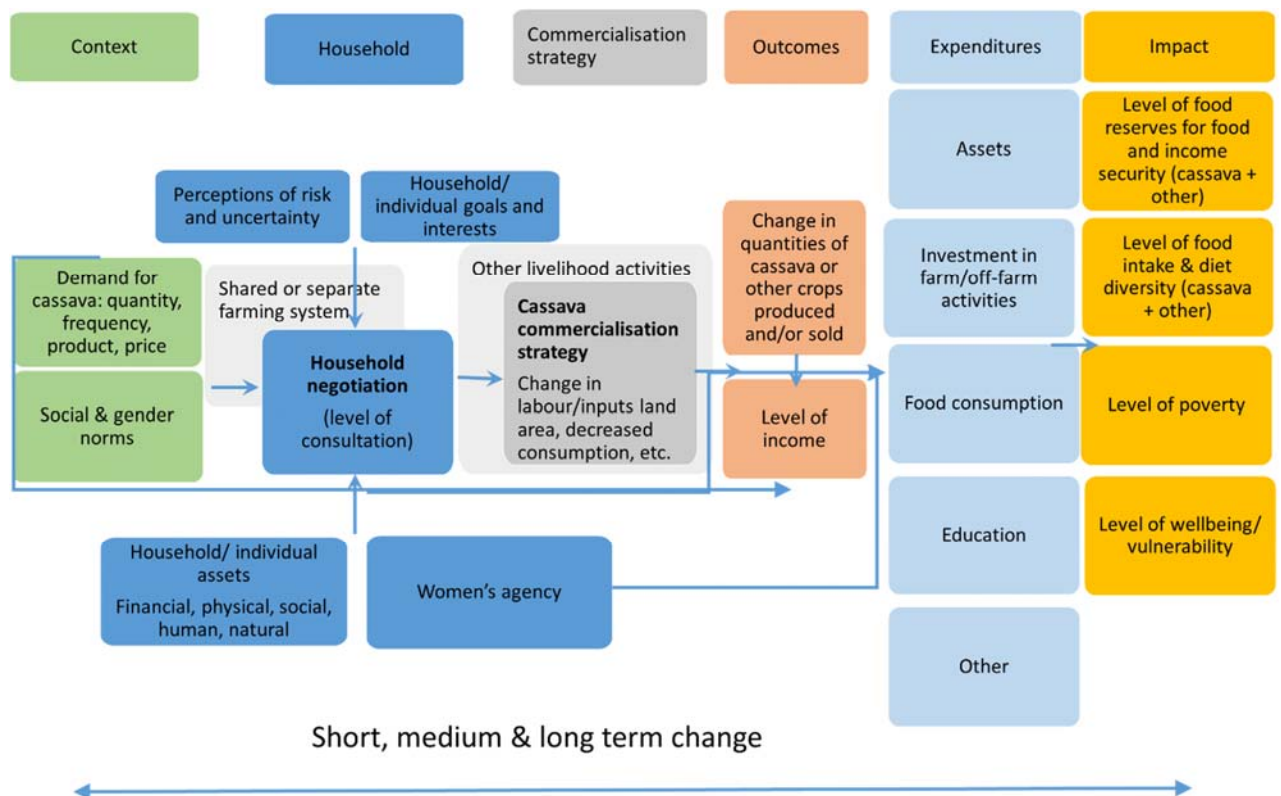 Context
Household
Commercialisation
strategy
Outcomes
Expenditures
Impact
Perceptions of risk
and uncertainty
Household/
individual goals and
interests
Demand for
cassava: quantity,
frequency,
product, price
Social & gender
norms
Shared or separate
farming system
Household
negotiation
(level of
consultation)
Other livelihood activities
Cassava
commercialisation
strategy
Change in
labour/inputs land
area, decreased
consumption, etc.
Change in
quantities of
cassava or
other crops
produced
and/or sold
Level of
income
Household/ individual
assets
Financial, physical, social,
human, natural
Women's agency
Assets
Investment in
farm/off-farm
activities
Food consumption
Education
Other
Level of food
reserves for food
and income
security (cassava +
other)
Level of food
intake & diet
diversity (cassava
+ other)
Level of poverty
Level of wellbeing/
vulnerability
Short, medium & long term change